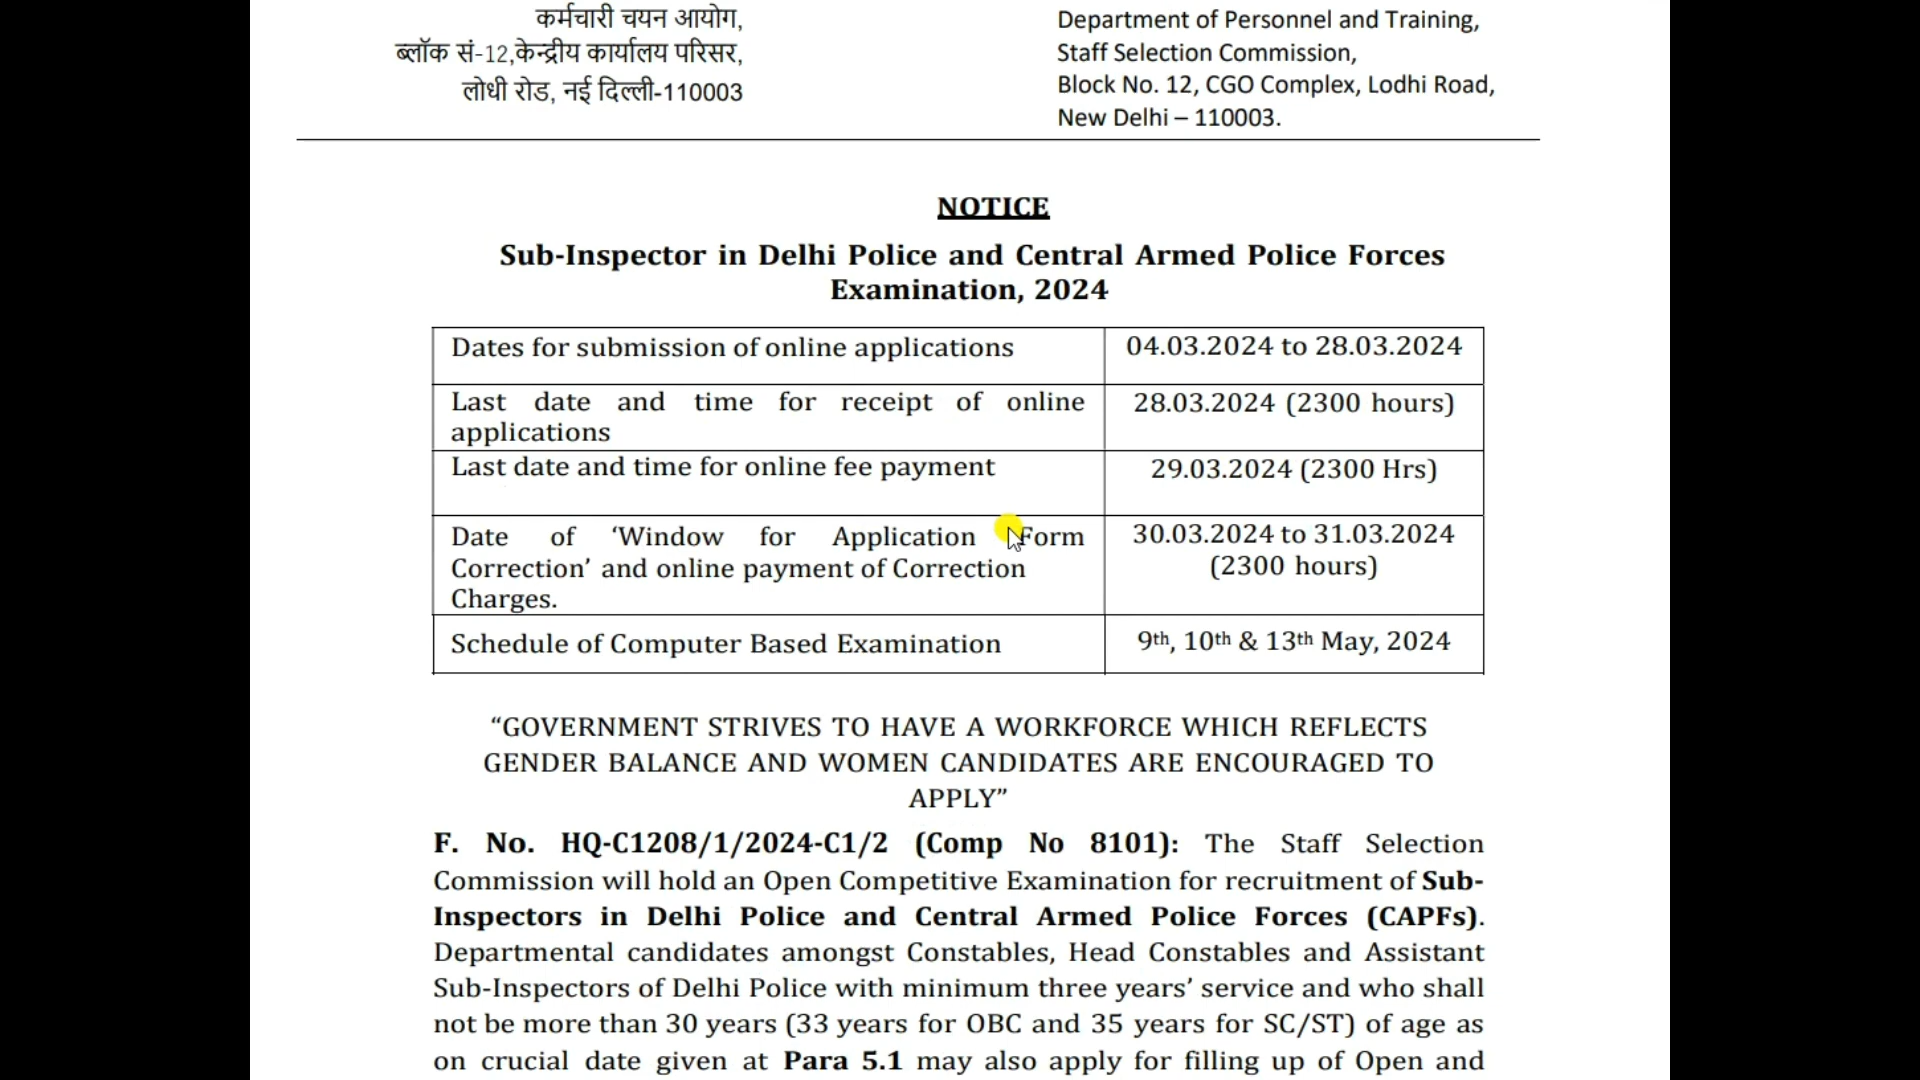 कर्मचारी चयन आयोग,
ब्लॉक सं-12,केन्द्रीय कार्यालय परिसर,
लोधी रोड, नई दिल्ली-110003
Department of Personnel and Training,
Staff Selection Commission,
Block No. 12, CGO Complex, Lodhi Road,
New Delhi – 110003.
NOTICE
Sub-Inspector in Delhi Police and Central Armed Police Forces
Examination, 2024
Dates for submission of online applications
04.03.2024 to 28.03.2024
Last date and time for receipt of online
applications
28.03.2024 (2300 hours)
Last date and time for online fee payment
29.03.2024 (2300 Hrs)
Date of ‘Window for Application Form
Correction’ and online payment of Correction
Charges.
30.03.2024 to 31.03.2024
(2300 hours)
Schedule of Computer Based Examination
9th, 10th & 13th May, 2024
“GOVERNMENT STRIVES TO HAVE A WORKFORCE WHICH REFLECTS
GENDER BALANCE AND WOMEN CANDIDATES ARE ENCOURAGED TO
APPLY”
F. No. HQ-C1208/1/2024-C1/2 (Comp No 8101): The Staff Selection
Commission will hold an Open Competitive Examination for recruitment of Sub-
Inspectors in Delhi Police and Central Armed Police Forces (CAPFs).
Departmental candidates amongst Constables, Head Constables and Assistant
Sub-Inspectors of Delhi Police with minimum three years’ service and who shall
not be more than 30 years (33 years for OBC and 35 years for SC/ST) of age as
on crucial date given at Para 5.1 may also apply for filling up of Open and